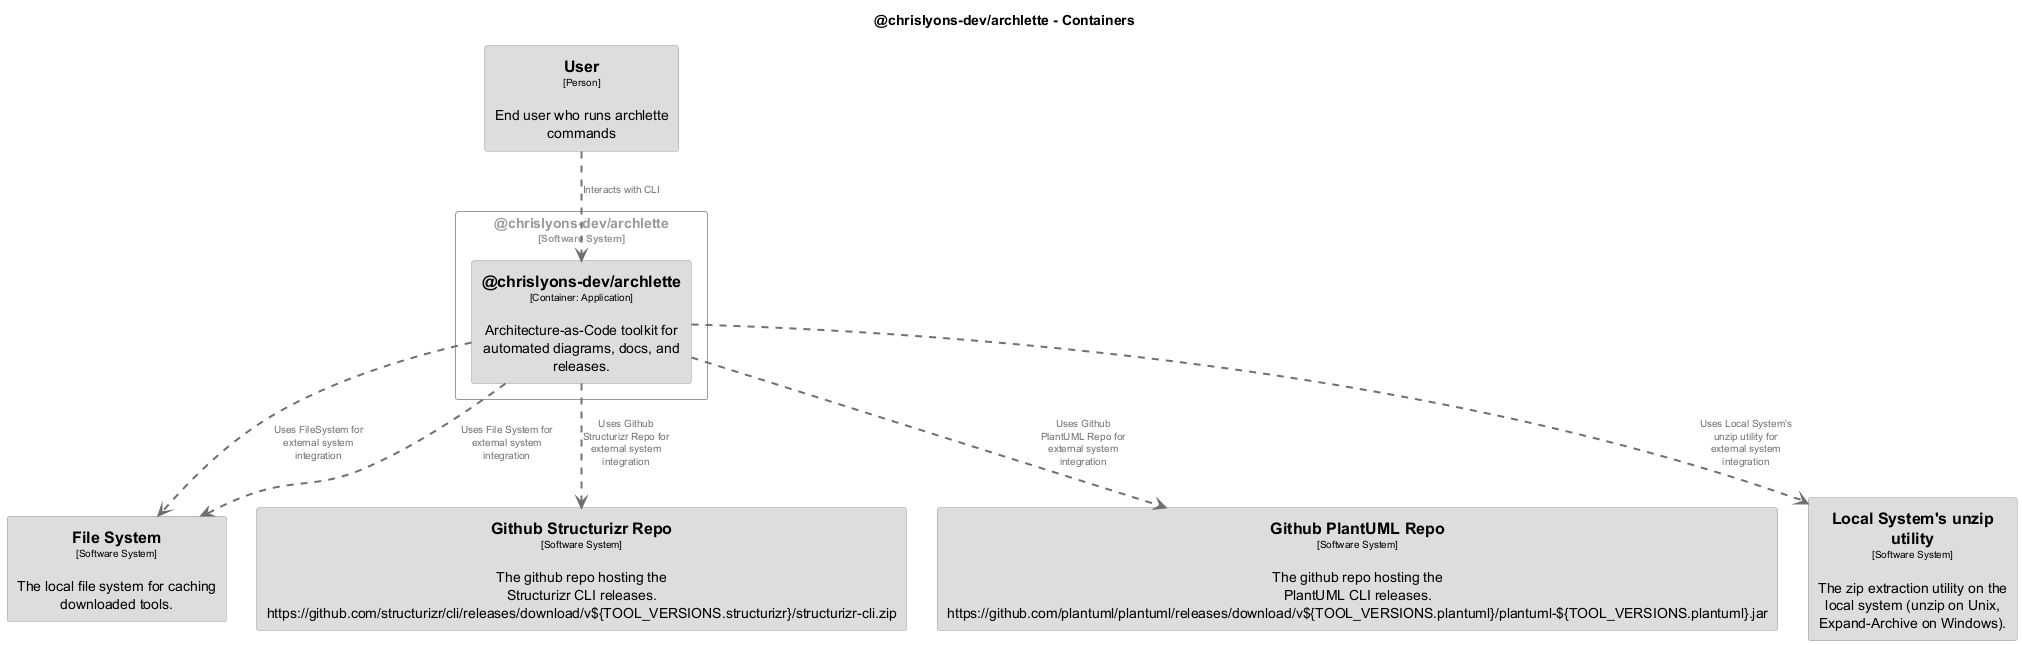 @chrislyons-dev/archlette - Containers
User
[Person]
End user who runs archlette
commands
Interacts with CLI
@chrislyons-dev/archlette
[Software System]
@chrislyons-dev/archlette
[Container: Application]
Architecture-as-Code toolkit for
automated diagrams, docs, and
releases.
Uses FileSystem for
external system
integration
Uses File System for
external system
integration
Uses Github
Structurizr Repo for
external system
integration
Uses Github
PlantUML Repo for
external system
integration
Uses Local System's
unzip utility for
external system
integration
File System
[Software System]
The local file system for caching
downloaded tools.
Github Structurizr Repo
[Software System]
The github repo hosting the
Structurizr CLI releases.
https://github.com/structurizr/cli/releases/download/v${TOOL_VERSIONS.structurizr}/structurizr-cli.zip
Github PlantUML Repo
[Software System]
The github repo hosting the
PlantUML CLI releases.
https://github.com/plantuml/plantuml/releases/download/v${TOOL_VERSIONS.plantuml}/plantuml-${TOOL_VERSIONS.plantuml}.jar
Local System's unzip
utility
[Software System]
The zip extraction utility on the
local system (unzip on Unix,
Expand-Archive on Windows).